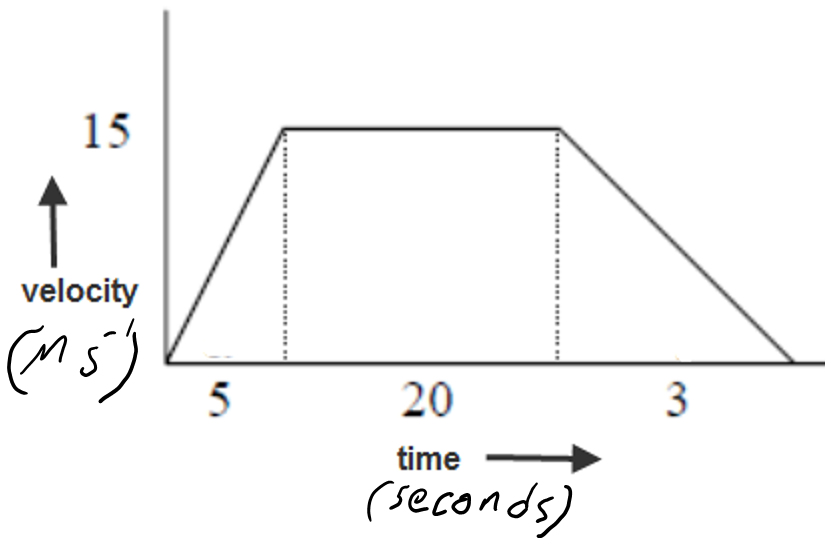 15
velocity
(M s⁻¹)
5 20 3
time
(seconds)